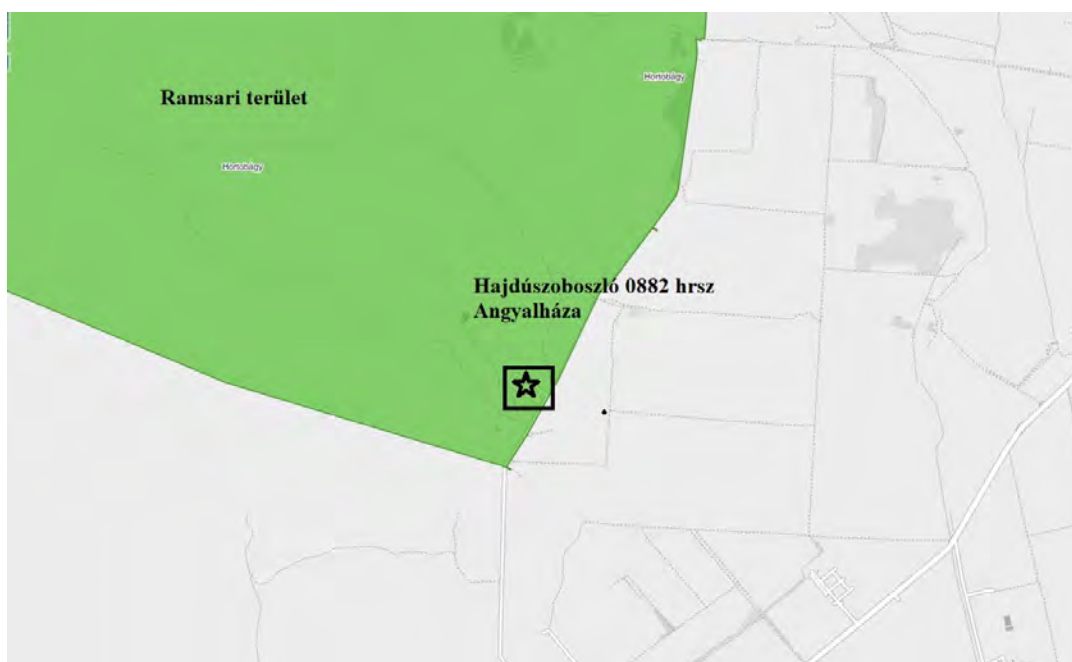 Hortobágy
Ramsari terület
Hortobágy
Hajdúszoboszló 0882 hrsz
Angyalháza